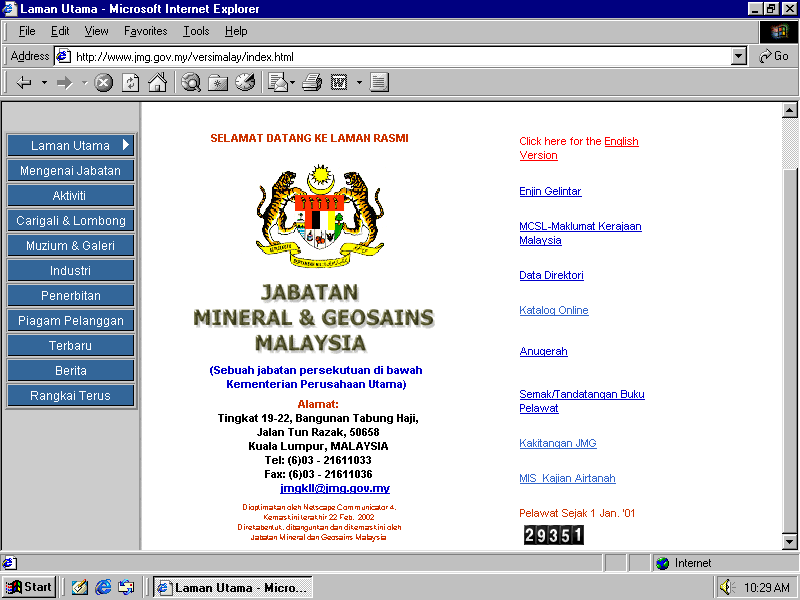 Laman Utama - Microsoft Internet Explorer
File Edit View Favorites Tools Help
Address http://www.jmg.gov.my/versimalay/index.html Go
Laman Utama
Mengenai Jabatan
Aktiviti
Carigali & Lombong
Muzium & Galeri
Industri
Penerbitan
Piagam Pelanggan
Terbaru
Berita
Rangkai Terus
SELAMAT DATANG KE LAMAN RASMI
JABATAN
MINERAL & GEOSAINS
MALAYSIA
(Sebuah jabatan persekutuan di bawah
Kementerian Perusahaan Utama)
Alamat:
Tingkat 19-22, Bangunan Tabung Haji,
Jalan Tun Razak, 50658
Kuala Lumpur, MALAYSIA
Tel: (6)03 - 21611033
Fax: (6)03 - 21611036
jmgkll@jmg.gov.my
Dioptimakan oleh Netscape Communicator 4.
Kemaskini terakhir 22 Feb. 2002
Direkabentuk, dibangunkan dan dikemaskini oleh
Jabatan Mineral dan Geosains Malaysia
Click here for the English
Version
Enjin Gelintar
MCSL-Maklumat Kerajaan
Malaysia
Data Direktori
Katalog Online
Anugerah
Semak/Tandatangan Buku
Pelawat
Kakitangan JMG
MIS Kajian Airtanah
Pelawat Sejak 1 Jan. '01
29351
Internet
Start Laman Utama - Micro... 10:29 AM